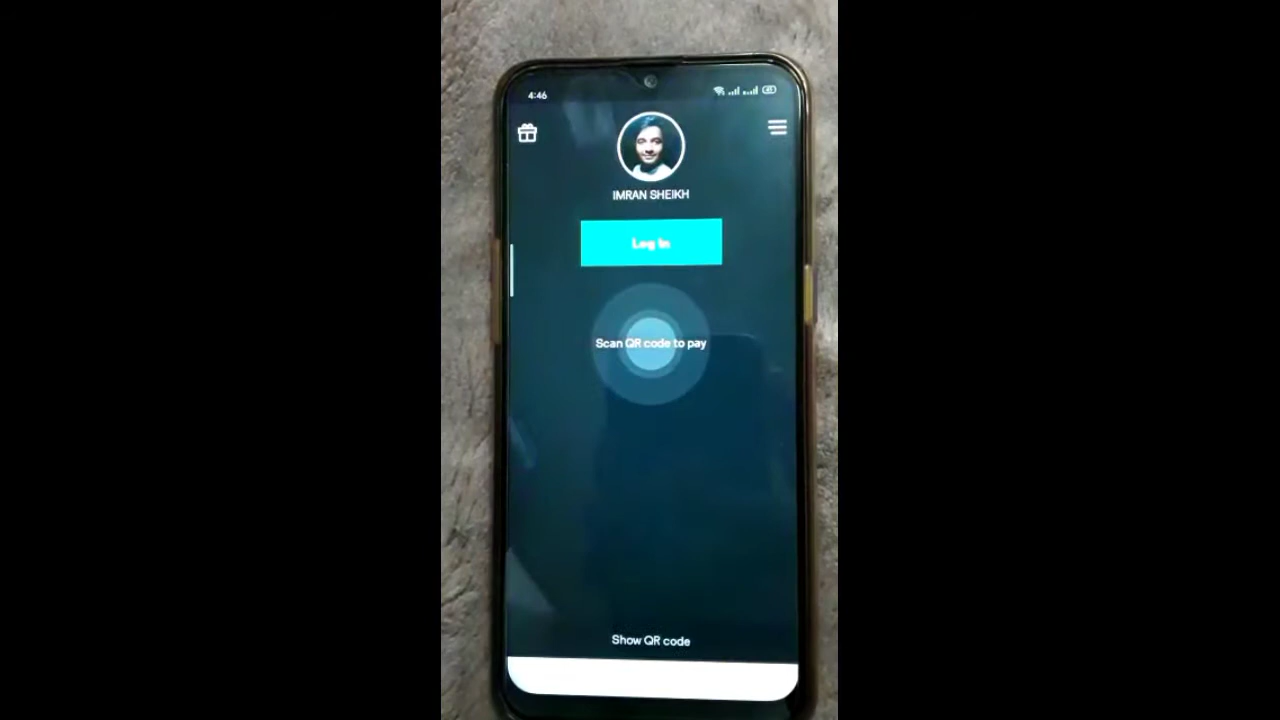 4:46
IMRAN SHEIKH
Log In
Scan QR code to pay
Show QR code